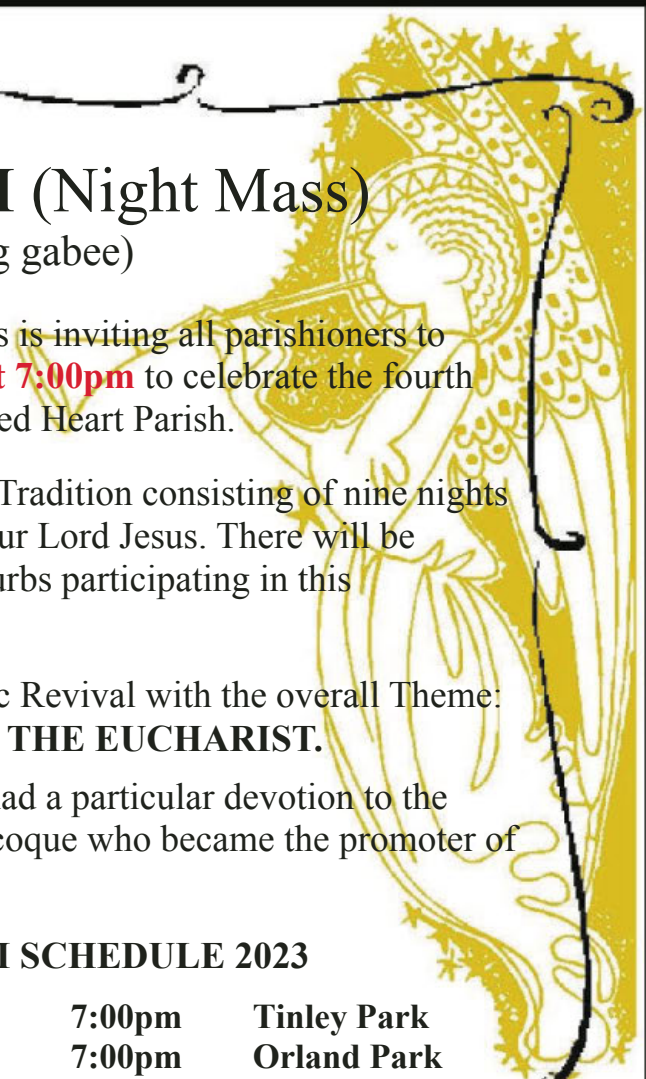 I (Night Mass)
g gabee)
s is inviting all parishioners to
t 7:00pm to celebrate the fourth
ed Heart Parish.
Tradition consisting of nine nights
ur Lord Jesus. There will be
urbs participating in this
c Revival with the overall Theme:
THE EUCHARIST.
ad a particular devotion to the
coque who became the promoter of
I SCHEDULE 2023
7:00pm Tinley Park
7:00pm Orland Park